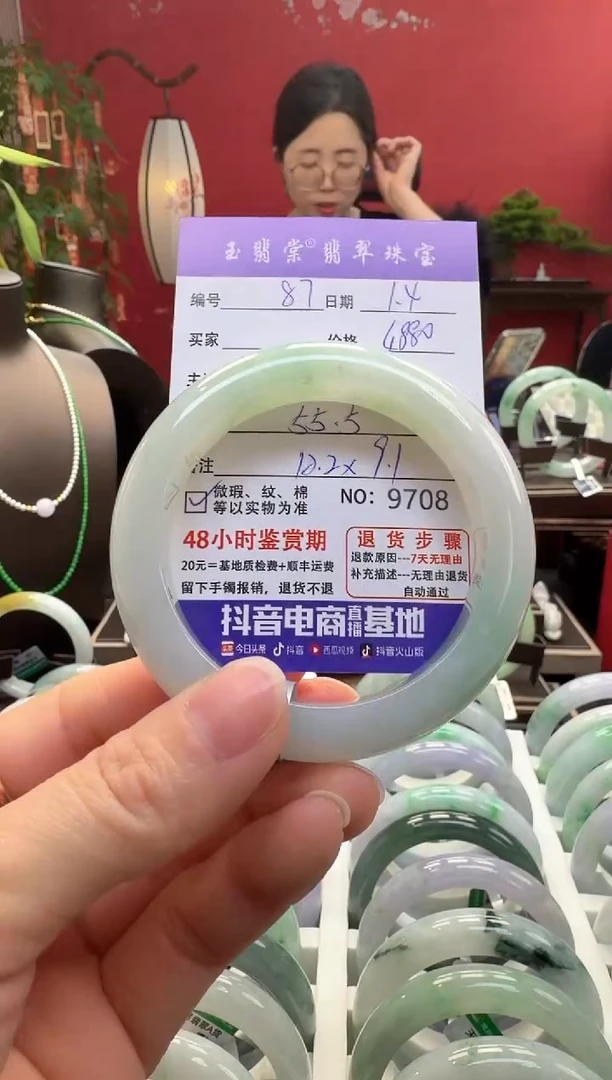 玉翡棠® 翡翠珠宝
编号 87 日期 1.4
买家 价格 4880
55.5
备注 12.2x9.1
微瑕、纹、棉
等以实物为准
NO: 9708
48小时鉴赏期
20元=基地质检费+顺丰运费
留下手镯报销，退货不退
退货步骤
退款原因---7天无理由
补充描述---无理由退货
自动通过
抖音电商直播基地
头条 今日头条 抖音 西瓜视频 抖音火山版